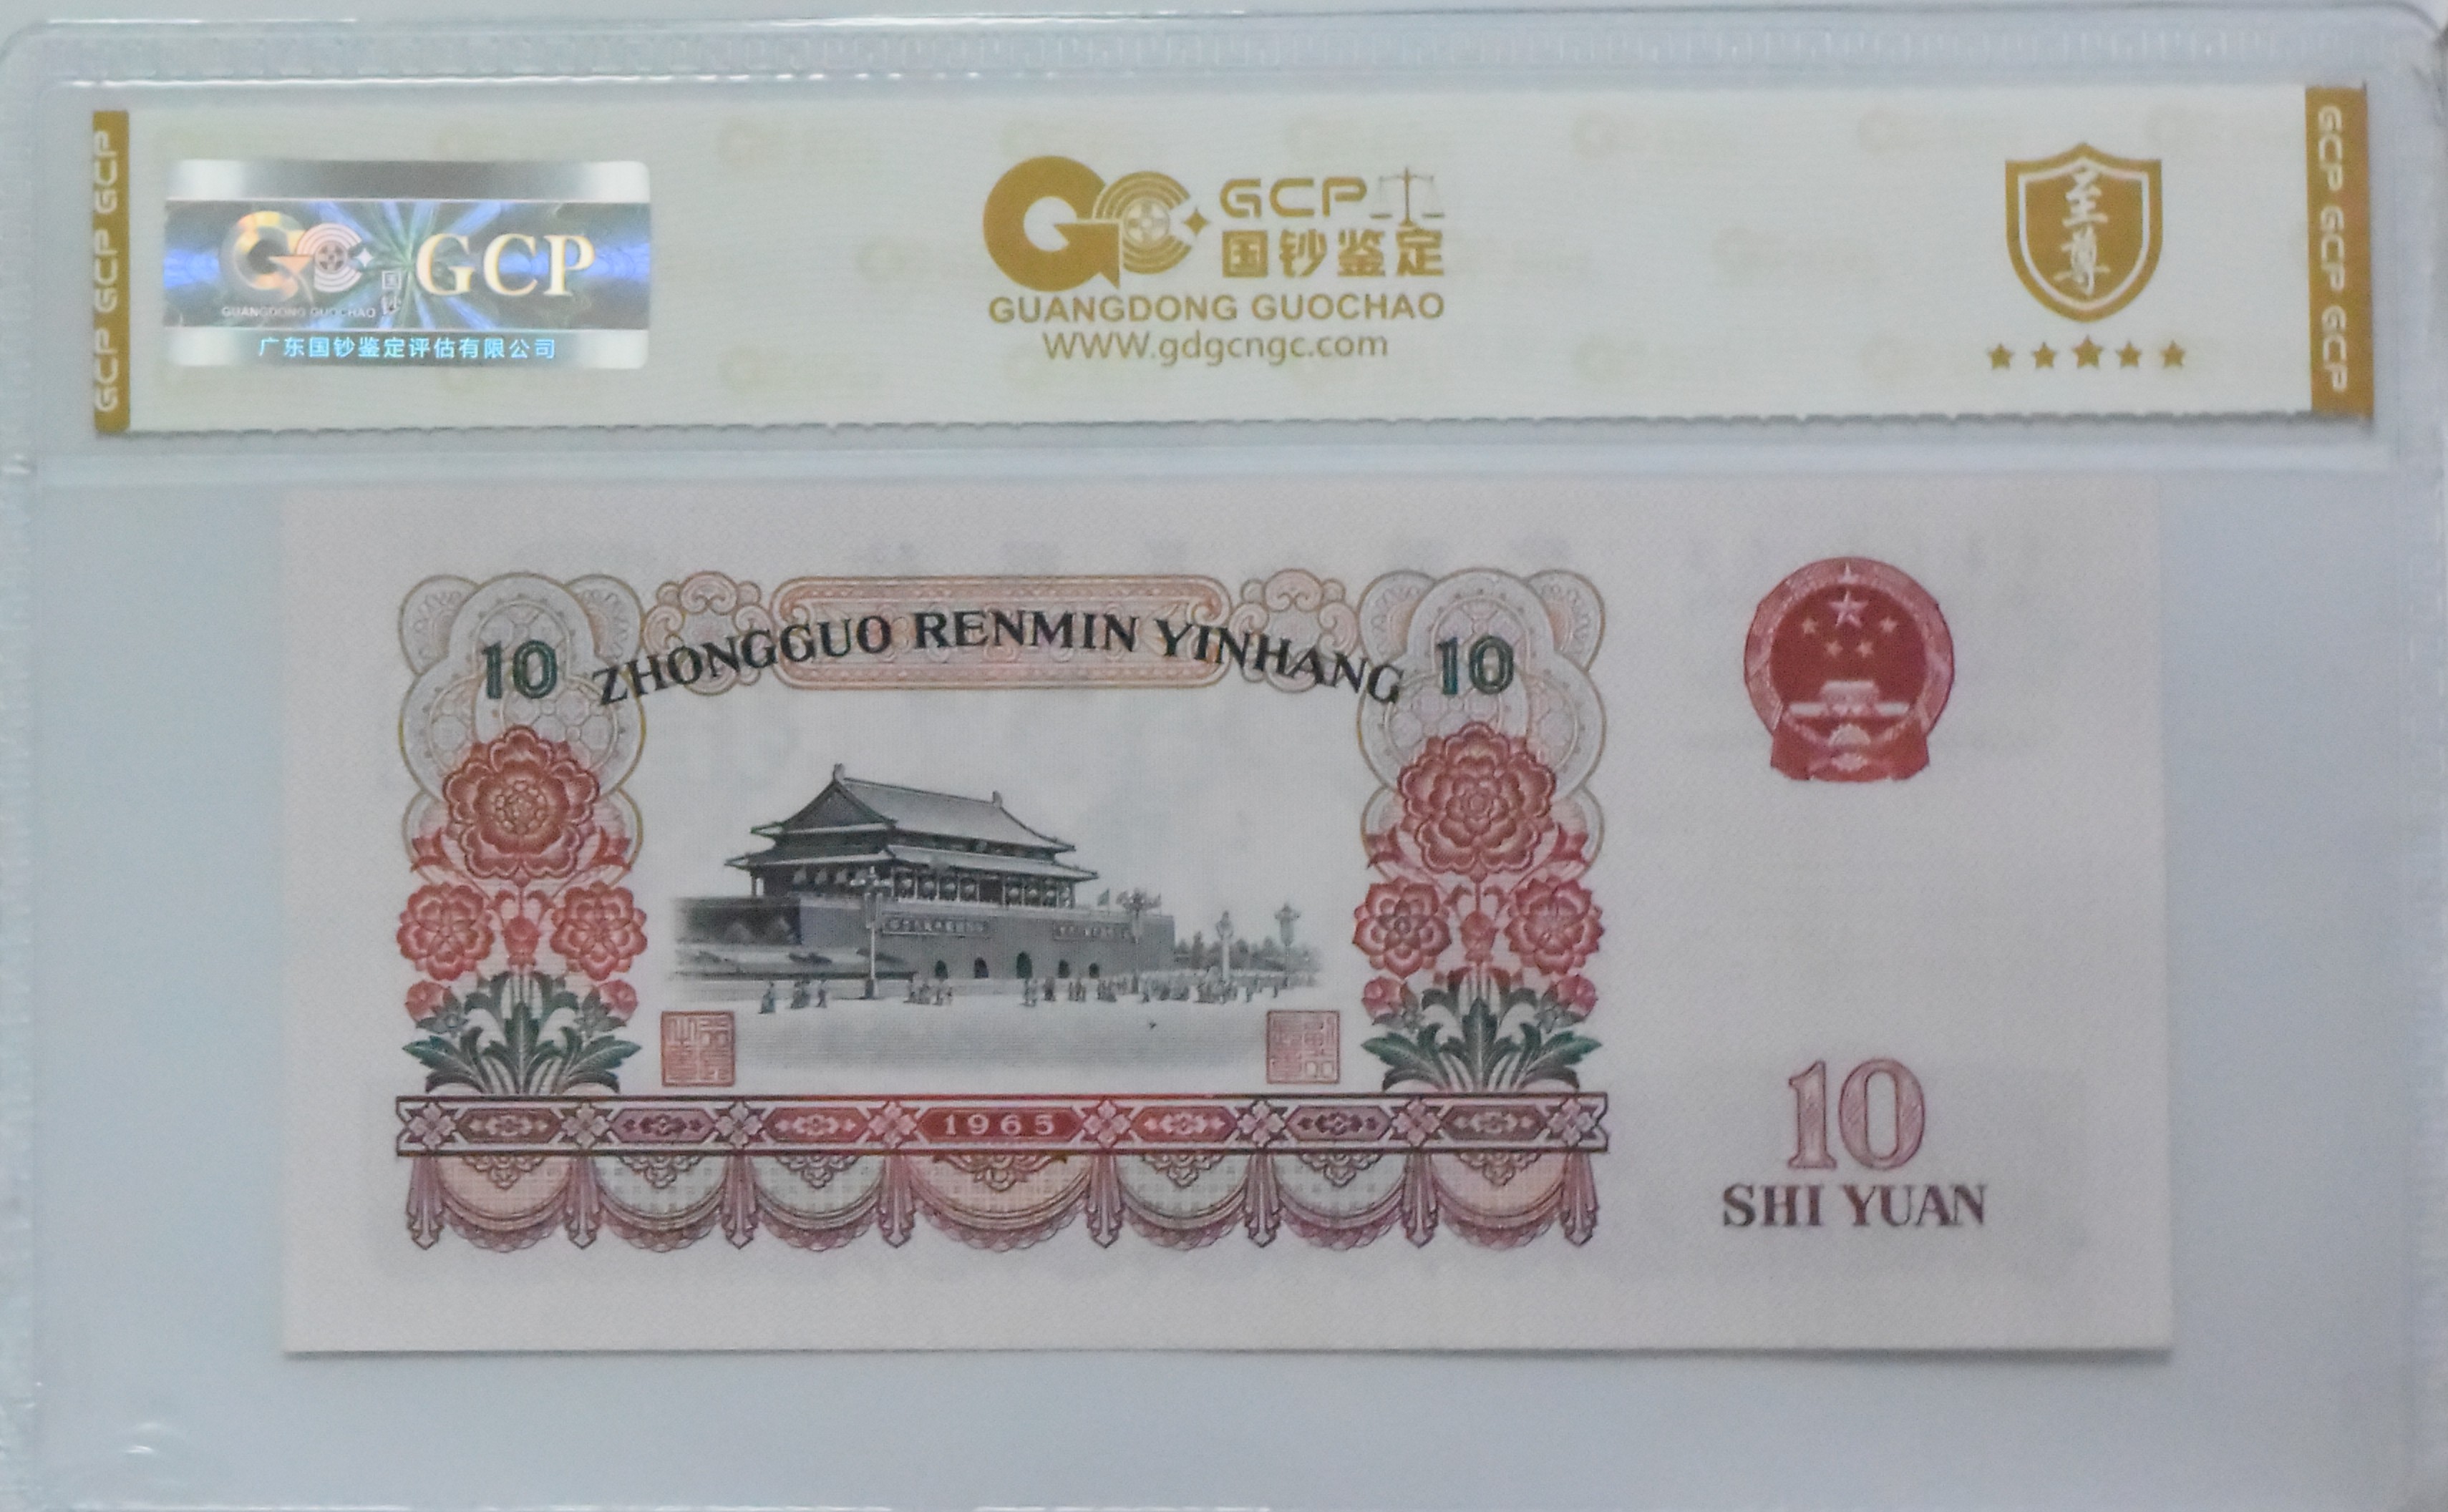 GCP GCP GCP
GCP
国钞
GUANGDONG GUOCHAO
广东国钞鉴定评估有限公司
GCP
国钞鉴定
GUANGDONG GUOCHAO
WWW.gdgcngc.com
至尊
GCP GCP GCP
10 ZHONGGUO RENMIN YINHANG 10
1965
10
SHI YUAN